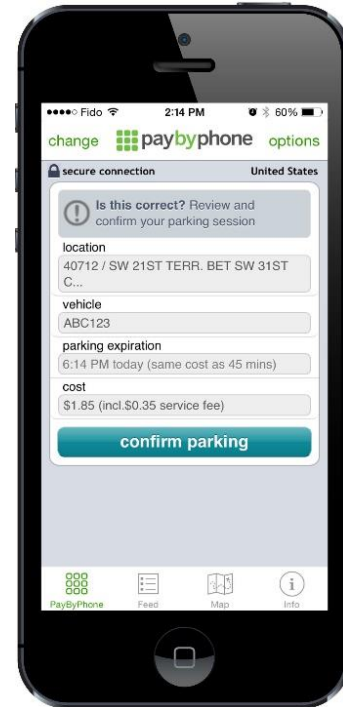 Fido 2:14 PM 60%
change paybyphone options
secure connection United States
Is this correct? Review and
confirm your parking session
location
40712 / SW 21ST TERR. BET SW 31ST
C...
vehicle
ABC123
parking expiration
6:14 PM today (same cost as 45 mins)
cost
$1.85 (incl.$0.35 service fee)
confirm parking
PayByPhone Feed Map Info